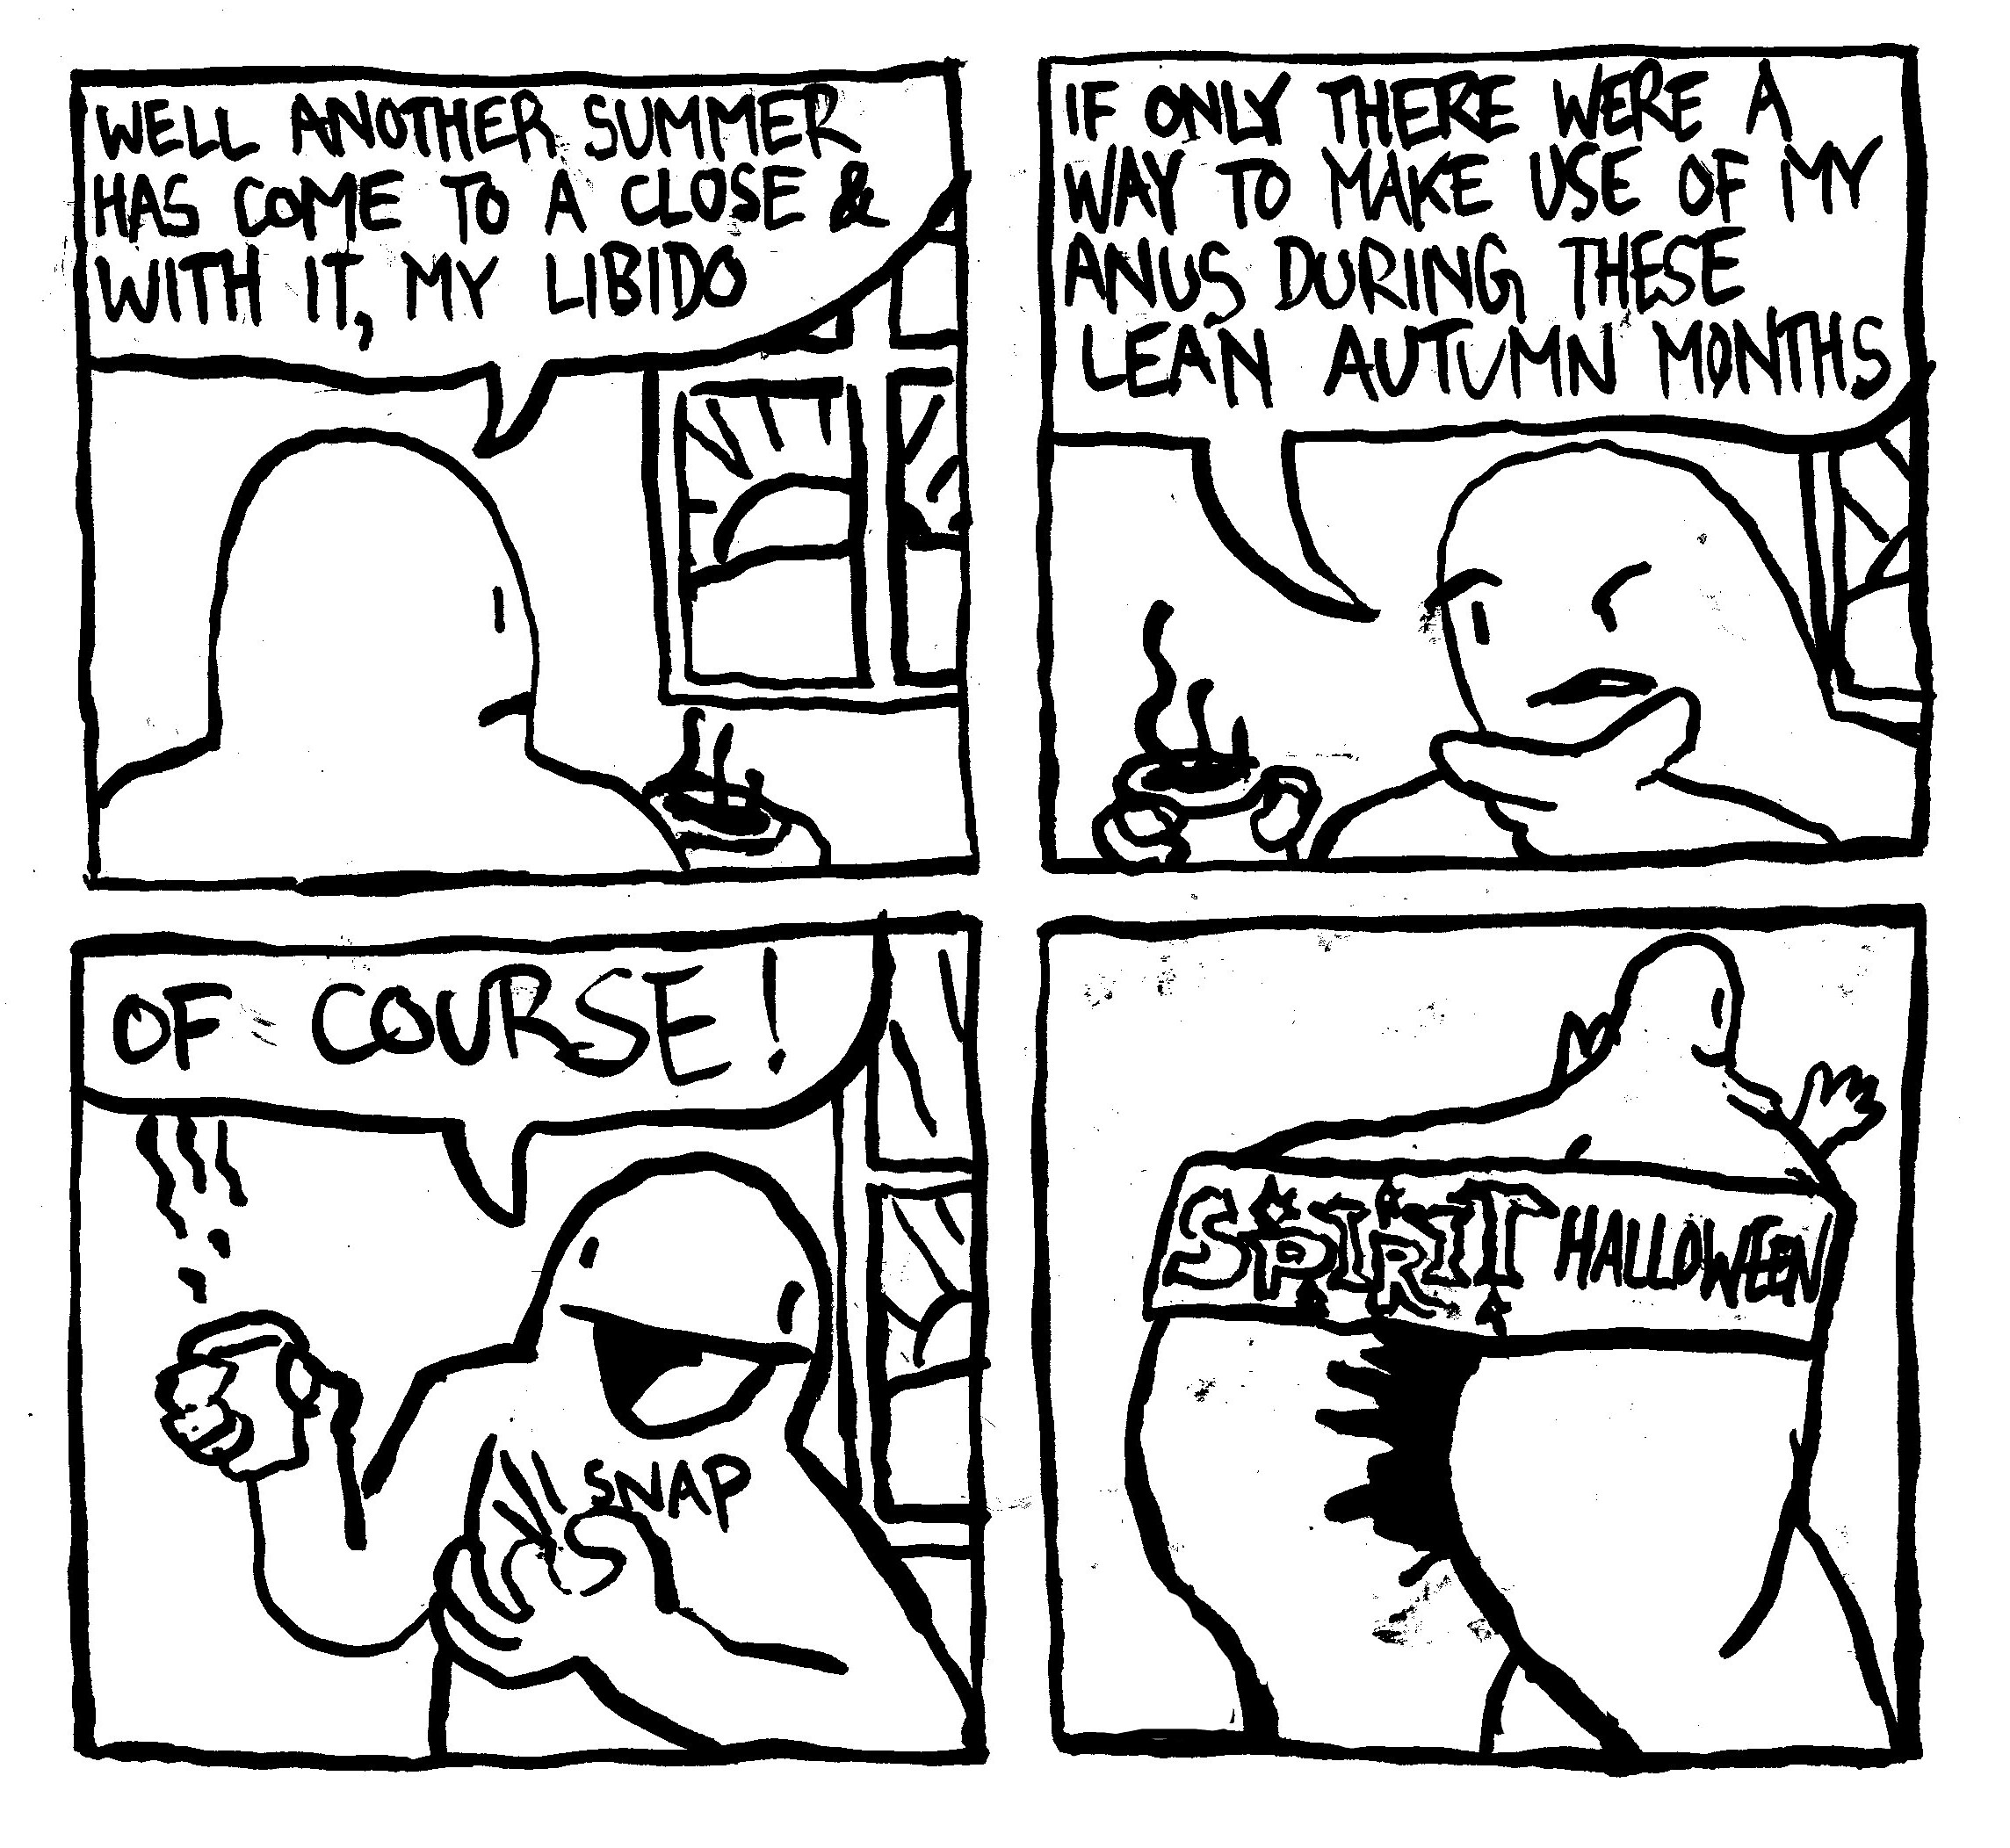 WELL ANOTHER SUMMER
HAS COME TO A CLOSE &
WITH IT, MY LIBIDO
IF ONLY THERE WERE A
WAY TO MAKE USE OF MY
ANUS DURING THESE
LEAN AUTUMN MONTHS
OF COURSE!
SNAP
SPIRIT HALLOWEEN